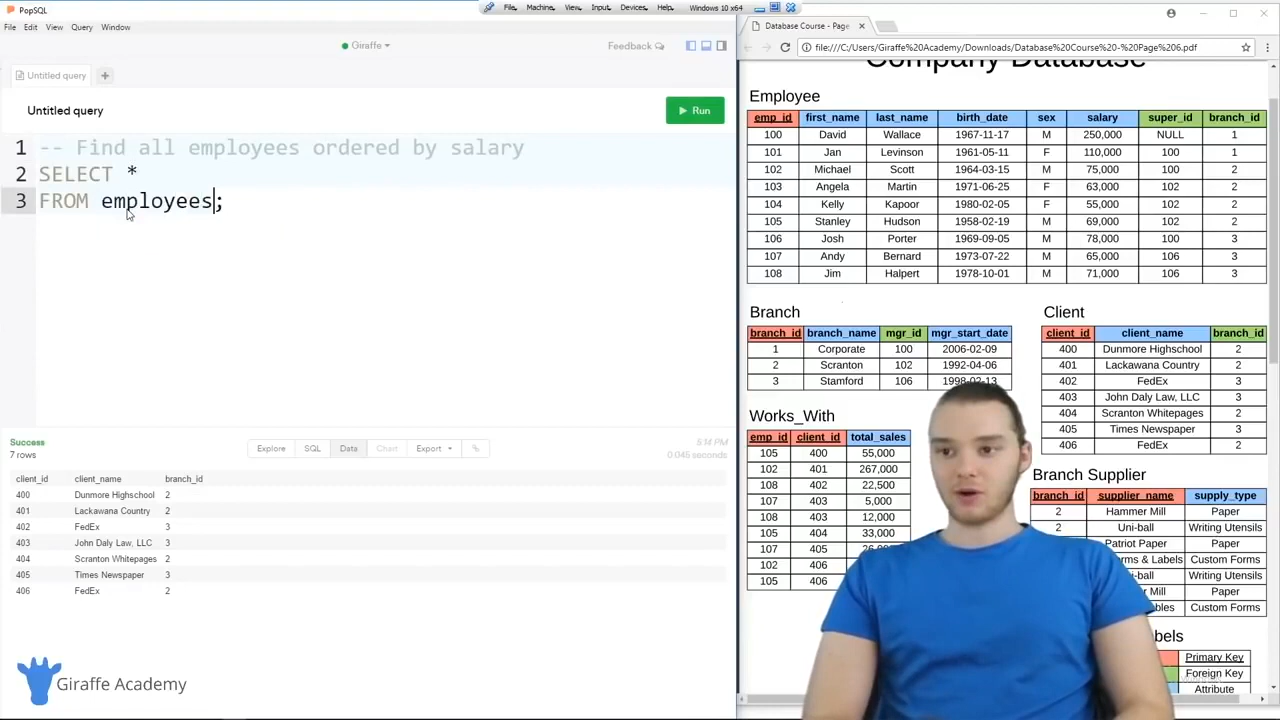 PopSQL
File Edit View Query Window
File Machine View Input Devices Help Windows 10 x64
Giraffe
Feedback
Untitled query
Untitled query
Run
1 -- Find all employees ordered by salary
2 SELECT *
3 FROM employees;
Success
7 rows
Explore SQL Data Chart Export
5:14 PM
0.045 seconds
client_id client_name branch_id
400 Dunmore Highschool 2
401 Lackawana Country 2
402 FedEx 3
403 John Daly Law, LLC 3
404 Scranton Whitepages 2
405 Times Newspaper 3
406 FedEx 2
Giraffe Academy
Database Course - Page
file:///C:/Users/Giraffe%20Academy/Downloads/Database%20Course%20-%20Page%206.pdf
Company Database
Employee
emp_id first_name last_name birth_date sex salary super_id branch_id
100 David Wallace 1967-11-17 M 250,000 NULL 1
101 Jan Levinson 1961-05-11 F 110,000 100 1
102 Michael Scott 1964-03-15 M 75,000 100 2
103 Angela Martin 1971-06-25 F 63,000 102 2
104 Kelly Kapoor 1980-02-05 F 55,000 102 2
105 Stanley Hudson 1958-02-19 M 69,000 102 2
106 Josh Porter 1969-09-05 M 78,000 100 3
107 Andy Bernard 1973-07-22 M 65,000 106 3
108 Jim Halpert 1978-10-01 M 71,000 106 3
Branch
branch_id branch_name mgr_id mgr_start_date
1 Corporate 100 2006-02-09
2 Scranton 102 1992-04-06
3 Stamford 106 1998-02-13
Client
client_id client_name branch_id
400 Dunmore Highschool 2
401 Lackawana Country 2
402 FedEx 3
403 John Daly Law, LLC 3
404 Scranton Whitepages 2
405 Times Newspaper 3
406 FedEx 2
Works_With
emp_id client_id total_sales
105 400 55,000
102 401 267,000
108 402 22,500
107 403 5,000
108 403 12,000
105 404 33,000
107 405
102 406
105 406
Branch Supplier
branch_id supplier_name supply_type
2 Hammer Mill Paper
2 Uni-ball Writing Utensils
Patriot Paper Paper
& Labels Custom Forms
Writing Utensils
Mill Paper
Custom Forms
Primary Key
Foreign Key
Attribute